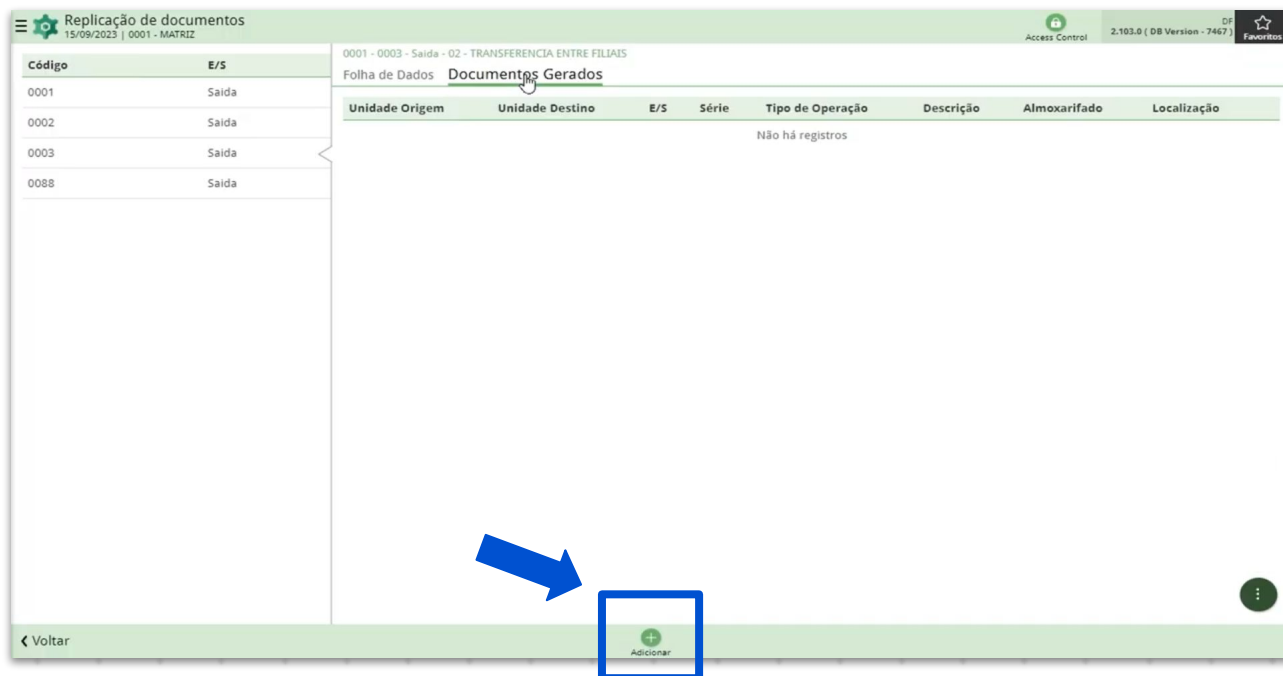 Replicação de documentos
15/09/2023 | 0001 - MATRIZ
Access Control
DF
2.103.0 ( DB Version - 7467 )
Favoritos
Código E/S
0001 Saida
0002 Saida
0003 Saida
0088 Saida
0001 - 0003 - Saida - 02 - TRANSFERENCIA ENTRE FILIAIS
Folha de Dados Documentos Gerados
Unidade Origem Unidade Destino E/S Série Tipo de Operação Descrição Almoxarifado Localização
Não há registros
Voltar
Adicionar